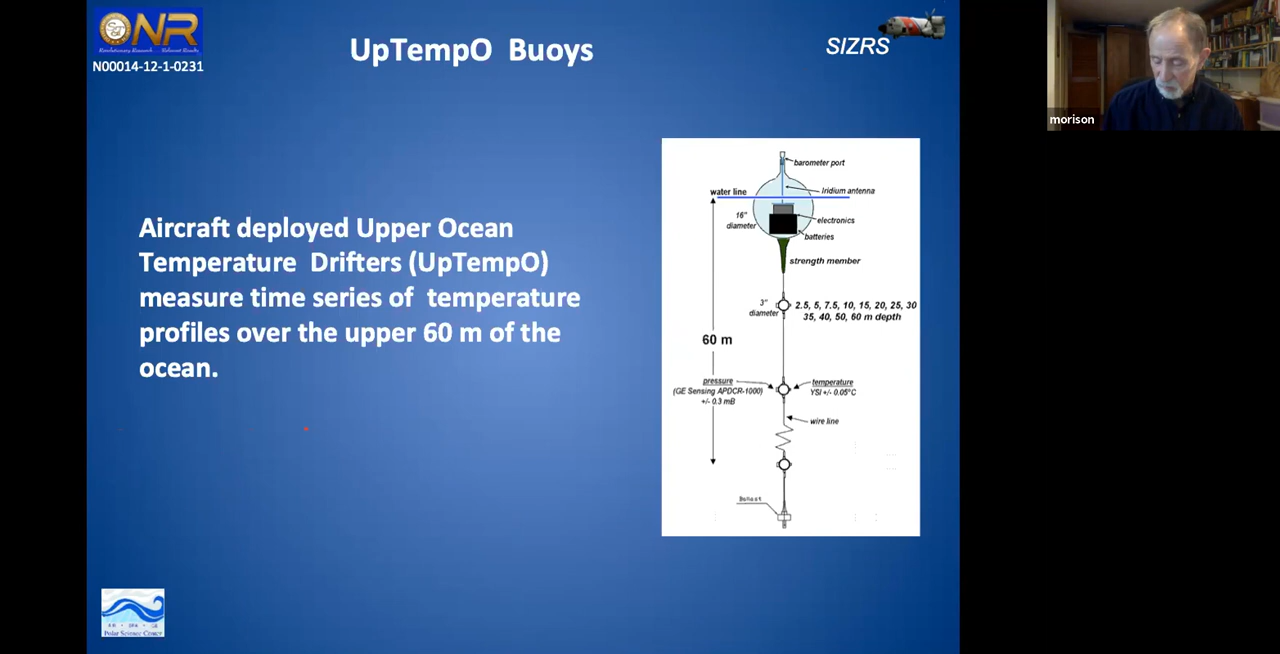 ONR
Revolutionary Research . . . Relevant Results
N00014-12-1-0231
UpTempO Buoys
SIZRS
morison
Aircraft deployed Upper Ocean
Temperature Drifters (UpTempO)
measure time series of temperature
profiles over the upper 60 m of the
ocean.
barometer port
water line
Iridium antenna
16"
diameter
electronics
batteries
strength member
3"
diameter
2.5, 5, 7.5, 10, 15, 20, 25, 30
35, 40, 50, 60 m depth
60 m
pressure
(GE Sensing APDCR-1000)
+/- 0.3 mB
temperature
YSI +/- 0.05°C
wire line
Ballast
Polar Science Center